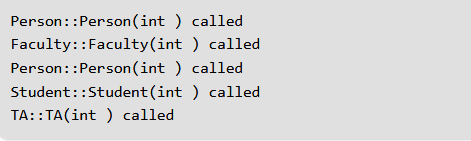 Person::Person(int ) called
Faculty::Faculty(int ) called
Person::Person(int ) called
Student::Student(int ) called
TA::TA(int ) called